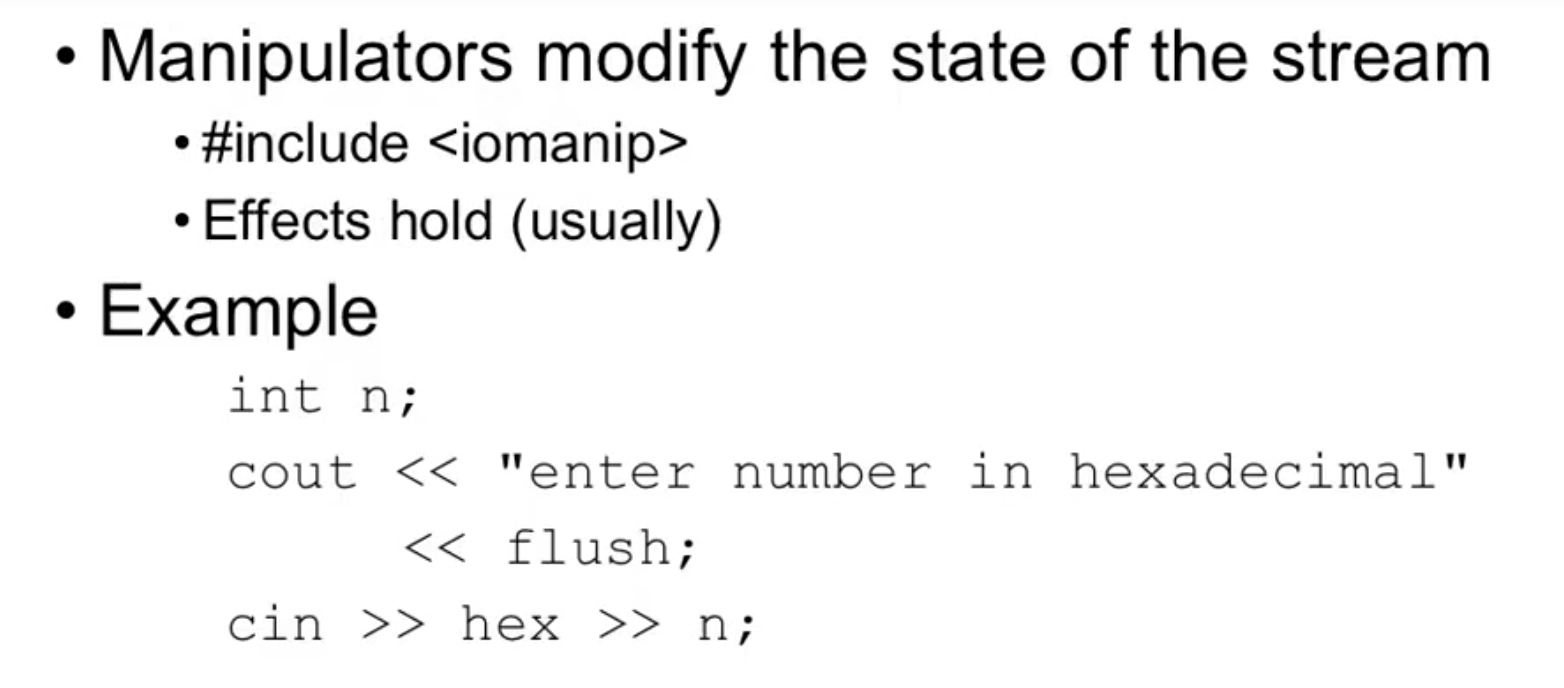 • Manipulators modify the state of the stream
• #include <iomanip>
• Effects hold (usually)
• Example
int n;
cout << "enter number in hexadecimal"
<< flush;
cin >> hex >> n;